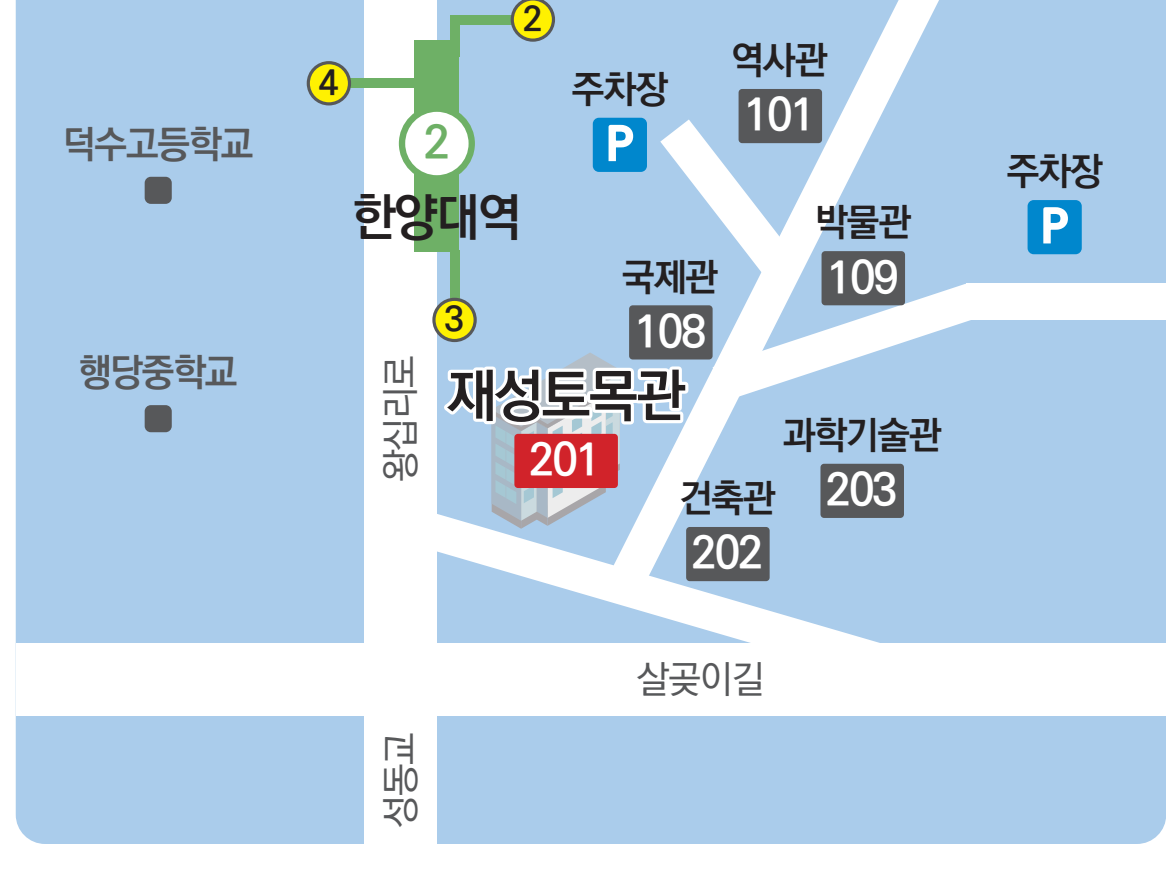 2
4
역사관
101
주차장
P
2
덕수고등학교
주차장
P
한양대역
박물관
109
국제관
108
3
행당중학교
왕십리로
재성토목관
201
과학기술관
203
건축관
202
살곶이길
성동교